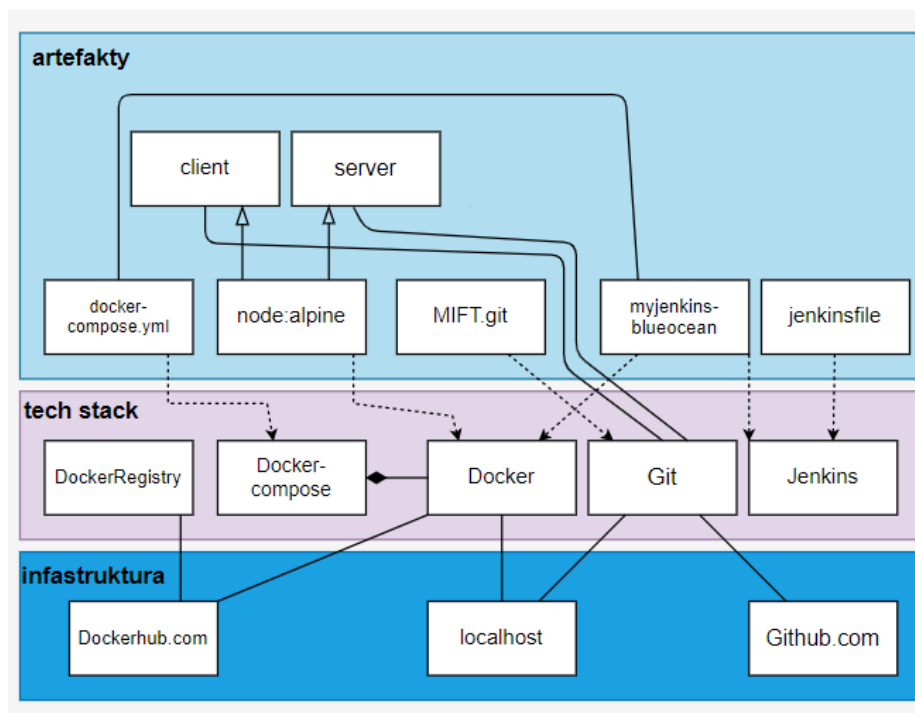 artefakty
client
server
docker-
compose.yml
node:alpine
MIFT.git
myjenkins-
blueocean
jenkinsfile
tech stack
DockerRegistry
Docker-
compose
Docker
Git
Jenkins
infastruktura
Dockerhub.com
localhost
Github.com